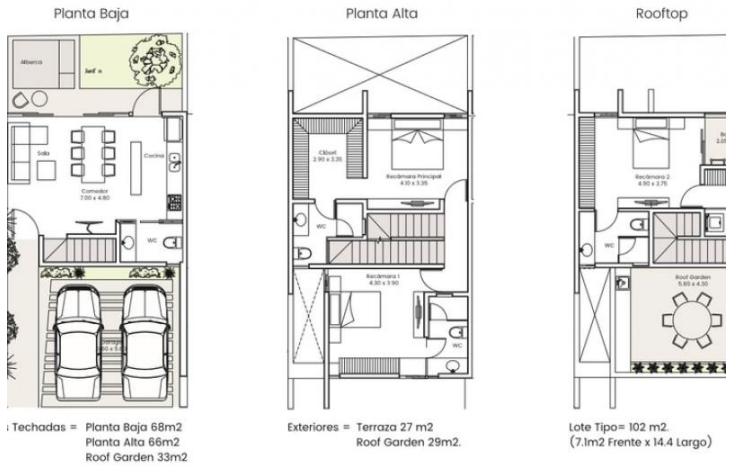 Planta Baja
Alberca
Sala
Cocina
Comedor
7.00 x 4.80
WC
s Techadas = Planta Baja 68m2
Planta Alta 66m2
Roof Garden 33m2
Planta Alta
Clóset
2.90 x 3.35
Recámara Principal
4.10 x 3.35
WC
Recámara 1
4.30 x 3.90
WC
Exteriores = Terraza 27 m2
Roof Garden 29m2.
Rooftop
Recámara 2
4.90 x 2.75
WC
Roof Garden
5.80 x 4.30
Lote Tipo= 102 m2.
(7.1m2 Frente x 14.4 Largo)